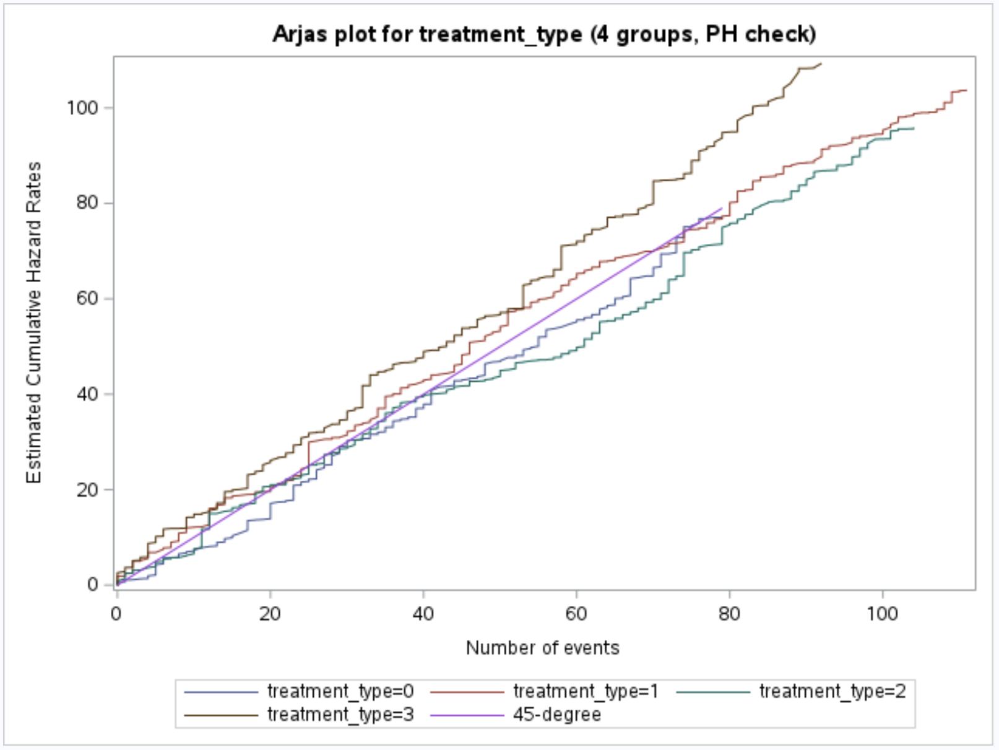 Arjas plot for treatment_type (4 groups, PH check)
Estimated Cumulative Hazard Rates
100
80
60
40
20
0
0 20 40 60 80 100
Number of events
treatment_type=0 treatment_type=1 treatment_type=2
treatment_type=3 45-degree